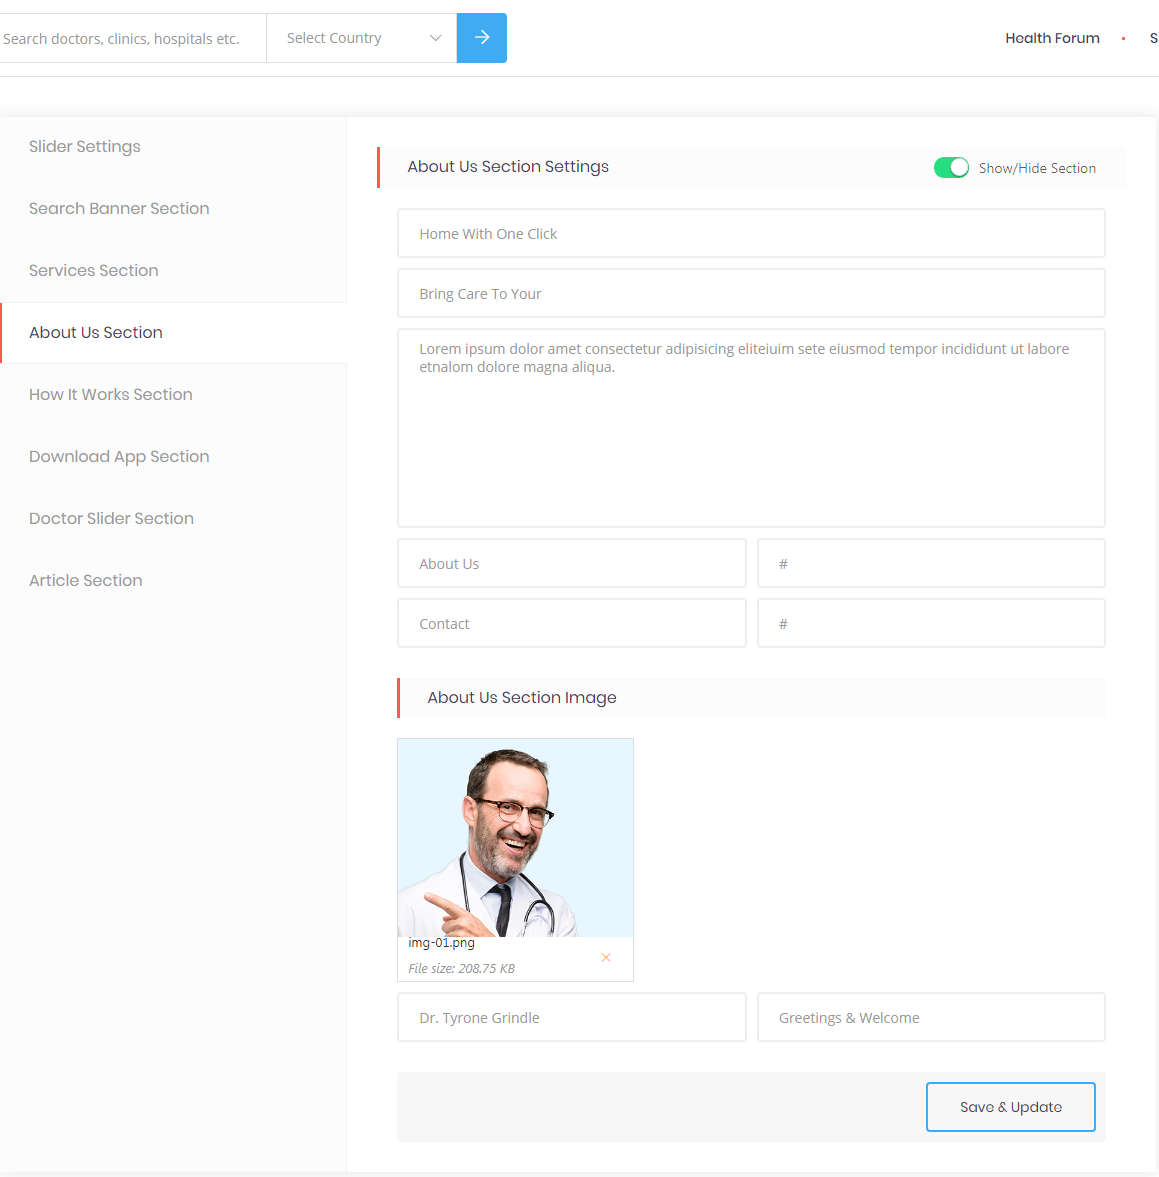 Search doctors, clinics, hospitals etc.
Select Country
Health Forum
S
Slider Settings
Search Banner Section
Services Section
About Us Section
How It Works Section
Download App Section
Doctor Slider Section
Article Section
About Us Section Settings
Show/Hide Section
Home With One Click
Bring Care To Your
Lorem ipsum dolor amet consectetur adipisicing eliteiuim sete eiusmod tempor incididunt ut labore
etnalom dolore magna aliqua.
About Us
#
Contact
#
About Us Section Image
img-01.png
File size: 208.75 KB
Dr. Tyrone Grindle
Greetings & Welcome
Save & Update